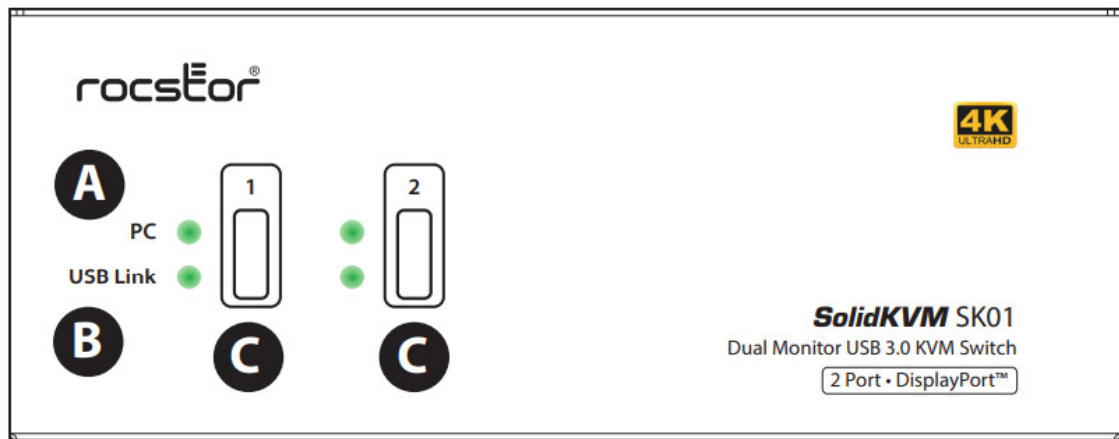 rocstor®
4K
ULTRAHD
A
1
2
PC
USB Link
B
C
C
SolidKVM SK01
Dual Monitor USB 3.0 KVM Switch
2 Port • DisplayPort™